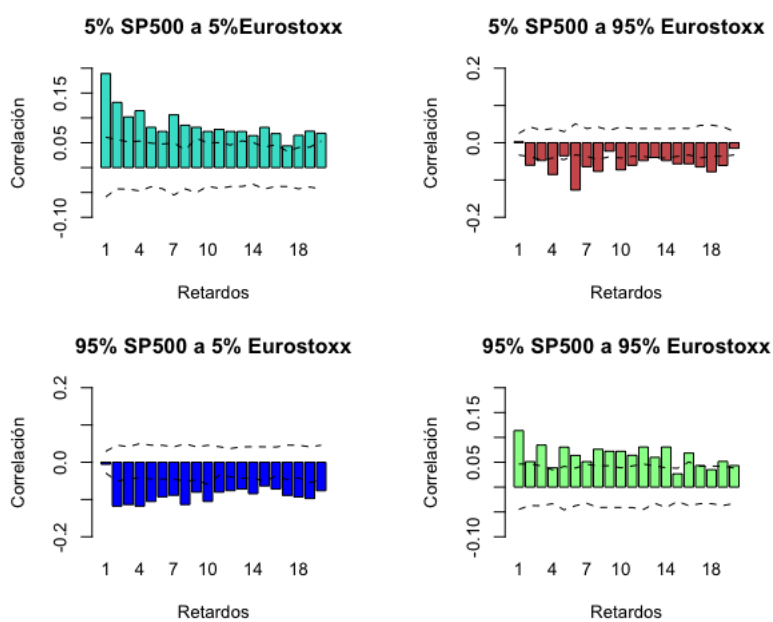 5% SP500 a 5%Eurostoxx
Correlación
0.15
0.05
-0.10
1 4 7 10 14 18
Retardos
5% SP500 a 95% Eurostoxx
Correlación
0.2
0.0
-0.2
1 4 7 10 14 18
Retardos
95% SP500 a 5% Eurostoxx
Correlación
0.2
0.0
-0.2
1 4 7 10 14 18
Retardos
95% SP500 a 95% Eurostoxx
Correlación
0.15
0.05
-0.10
1 4 7 10 14 18
Retardos